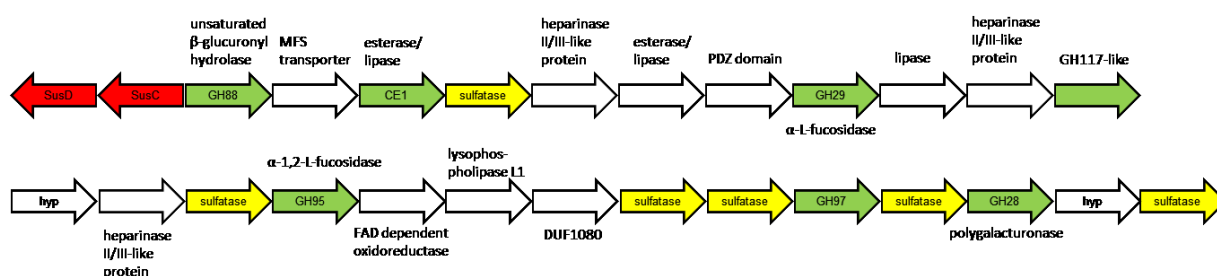 unsaturated
β-glucuronyl
hydrolase
MFS
transporter
esterase/
lipase
heparinase
II/III-like
protein
esterase/
lipase
PDZ domain
lipase
heparinase
II/III-like
protein
GH117-like
SusD
SusC
GH88
CE1
sulfatase
GH29
α-L-fucosidase
α-1,2-L-fucosidase
lysophos-
pholipase L1
hyp
sulfatase
GH95
sulfatase
sulfatase
GH97
sulfatase
GH28
hyp
sulfatase
heparinase
II/III-like
protein
FAD dependent
oxidoreductase
DUF1080
polygalacturonase